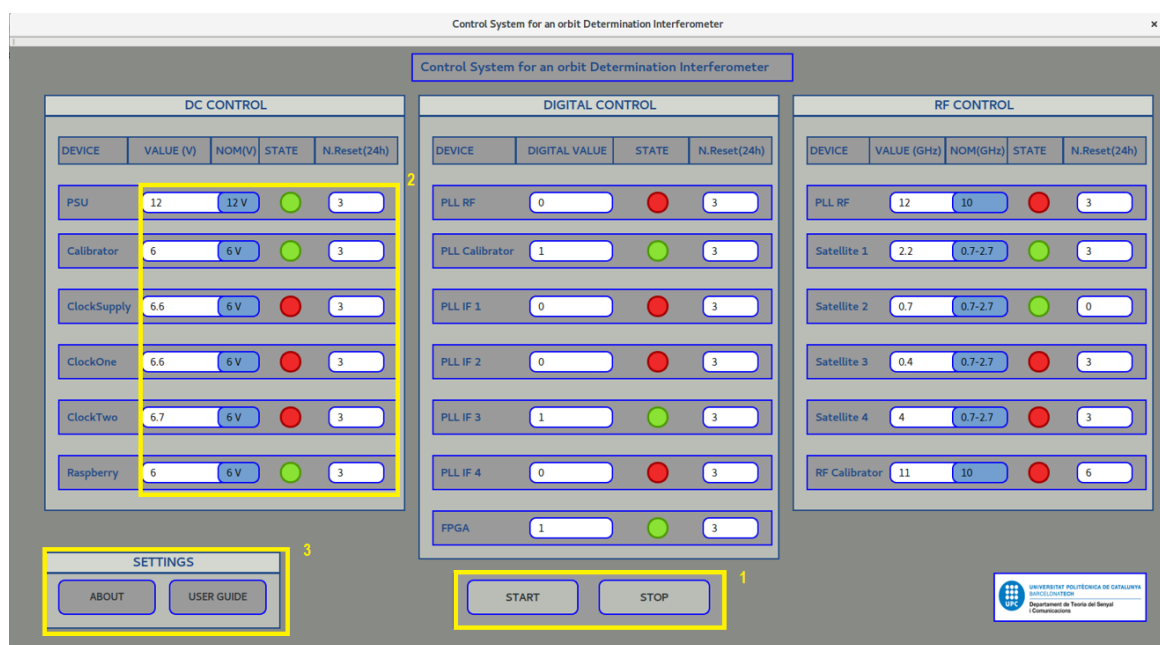 Control System for an orbit Determination Interferometer ×
Control System for an orbit Determination Interferometer
DC CONTROL
DEVICE VALUE (V) NOM(V) STATE N.Reset(24h)
2
PSU 12 12 V 3
Calibrator 6 6 V 3
ClockSupply 6.6 6 V 3
ClockOne 6.6 6 V 3
ClockTwo 6.7 6 V 3
Raspberry 6 6 V 3
DIGITAL CONTROL
DEVICE DIGITAL VALUE STATE N.Reset(24h)
PLL RF 0 3
PLL Calibrator 1 3
PLL IF 1 0 3
PLL IF 2 0 3
PLL IF 3 1 3
PLL IF 4 0 3
FPGA 1 3
RF CONTROL
DEVICE VALUE (GHz) NOM(GHz) STATE N.Reset(24h)
PLL RF 12 10 3
Satellite 1 2.2 0.7-2.7 3
Satellite 2 0.7 0.7-2.7 0
Satellite 3 0.4 0.7-2.7 3
Satellite 4 4 0.7-2.7 3
RF Calibrator 11 10 6
3
SETTINGS
ABOUT USER GUIDE
1
START STOP
UPC
UNIVERSITAT POLITÈCNICA DE CATALUNYA
BARCELONATECH
Departament de Teoria del Senyal
i Comunicacions